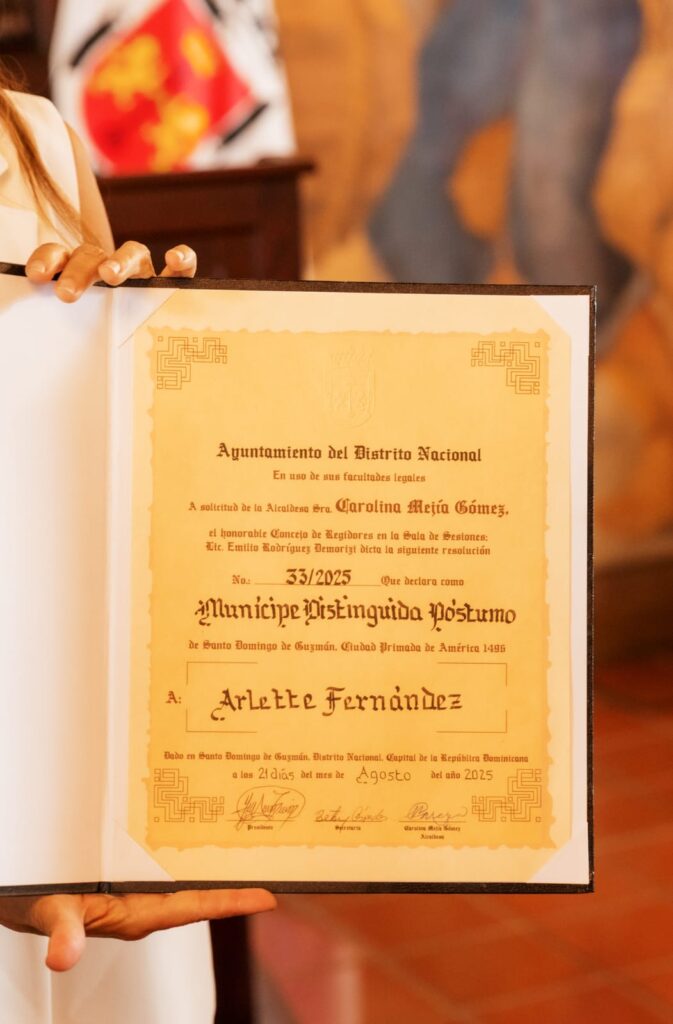 Ayuntamiento del Distrito Nacional
En uso de sus facultades legales
A solicitud de la Alcaldesa Sra. Carolina Mejía Gómez,
el honorable Concejo de Regidores en la Sala de Sesiones:
Lic. Emilio Rodríguez Demorizi dicta la siguiente resolución
No.: 33/2025 Que declara como
Munícipe Distinguida Póstumo
de Santo Domingo de Guzmán, Ciudad Primada de América 1496
A: Arlette Fernández
Dado en Santo Domingo de Guzmán, Distrito Nacional, Capital de la República Dominicana
a los 21 días del mes de Agosto del año 2025
Presidente Secretaria Carolina Mejía Gómez
Alcaldesa